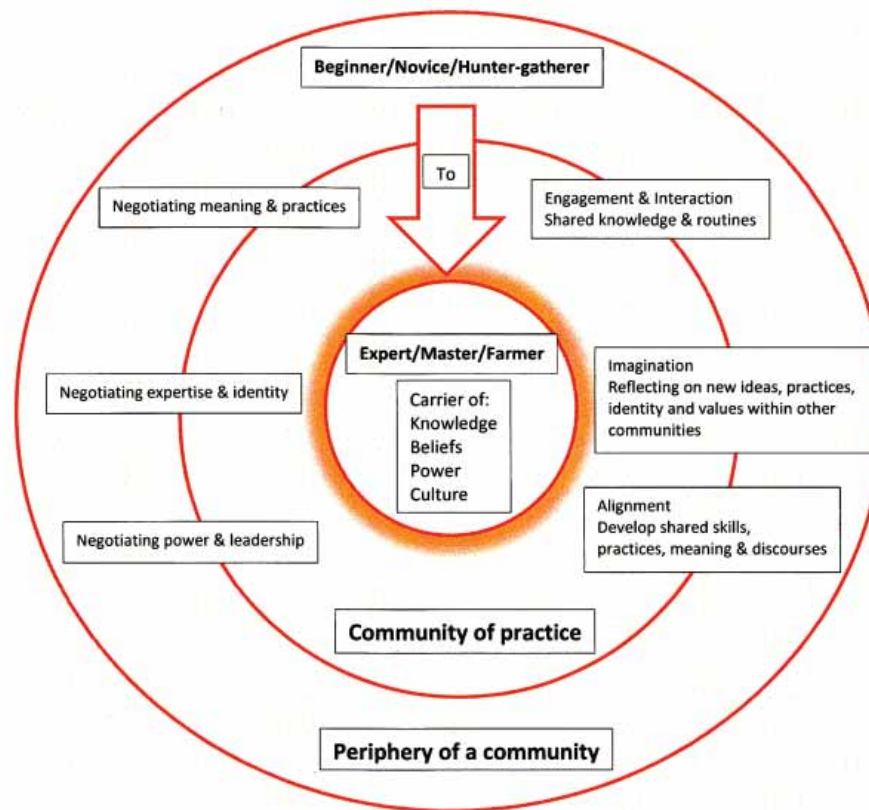 Beginner/Novice/Hunter-gatherer
To
Negotiating meaning & practices
Engagement & Interaction
Shared knowledge & routines
Expert/Master/Farmer
Carrier of:
Knowledge
Beliefs
Power
Culture
Negotiating expertise & identity
Imagination
Reflecting on new ideas, practices,
identity and values within other
communities
Negotiating power & leadership
Alignment
Develop shared skills,
practices, meaning & discourses
Community of practice
Periphery of a community